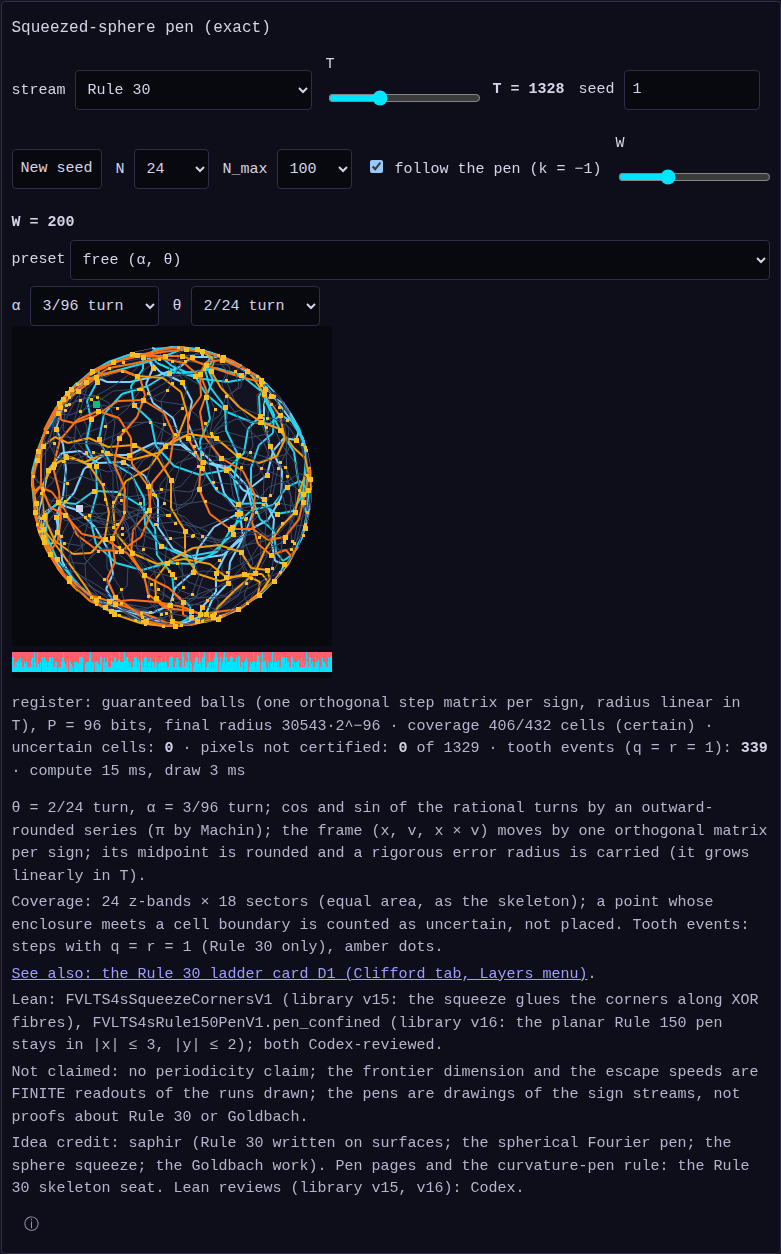 Squeezed-sphere pen (exact)
T
stream Rule 30 T = 1328 seed 1
W
New seed N 24 N_max 100 follow the pen (k = −1)
W = 200
preset free (α, θ)
α 3/96 turn θ 2/24 turn
register: guaranteed balls (one orthogonal step matrix per sign, radius linear in
T), P = 96 bits, final radius 30543·2^−96 · coverage 406/432 cells (certain) ·
uncertain cells: 0 · pixels not certified: 0 of 1329 · tooth events (q = r = 1): 339
· compute 15 ms, draw 3 ms
θ = 2/24 turn, α = 3/96 turn; cos and sin of the rational turns by an outward-
rounded series (π by Machin); the frame (x, v, x × v) moves by one orthogonal matrix
per sign; its midpoint is rounded and a rigorous error radius is carried (it grows
linearly in T).
Coverage: 24 z-bands × 18 sectors (equal area, as the skeleton); a point whose
enclosure meets a cell boundary is counted as uncertain, not placed. Tooth events:
steps with q = r = 1 (Rule 30 only), amber dots.
See also: the Rule 30 ladder card D1 (Clifford tab, Layers menu).
Lean: FVLTS4sSqueezeCornersV1 (library v15: the squeeze glues the corners along XOR
fibres), FVLTS4sRule150PenV1.pen_confined (library v16: the planar Rule 150 pen
stays in |x| ≤ 3, |y| ≤ 2); both Codex-reviewed.
Not claimed: no periodicity claim; the frontier dimension and the escape speeds are
FINITE readouts of the runs drawn; the pens are drawings of the sign streams, not
proofs about Rule 30 or Goldbach.
Idea credit: saphir (Rule 30 written on surfaces; the spherical Fourier pen; the
sphere squeeze; the Goldbach work). Pen pages and the curvature-pen rule: the Rule
30 skeleton seat. Lean reviews (library v15, v16): Codex.
ⓘ